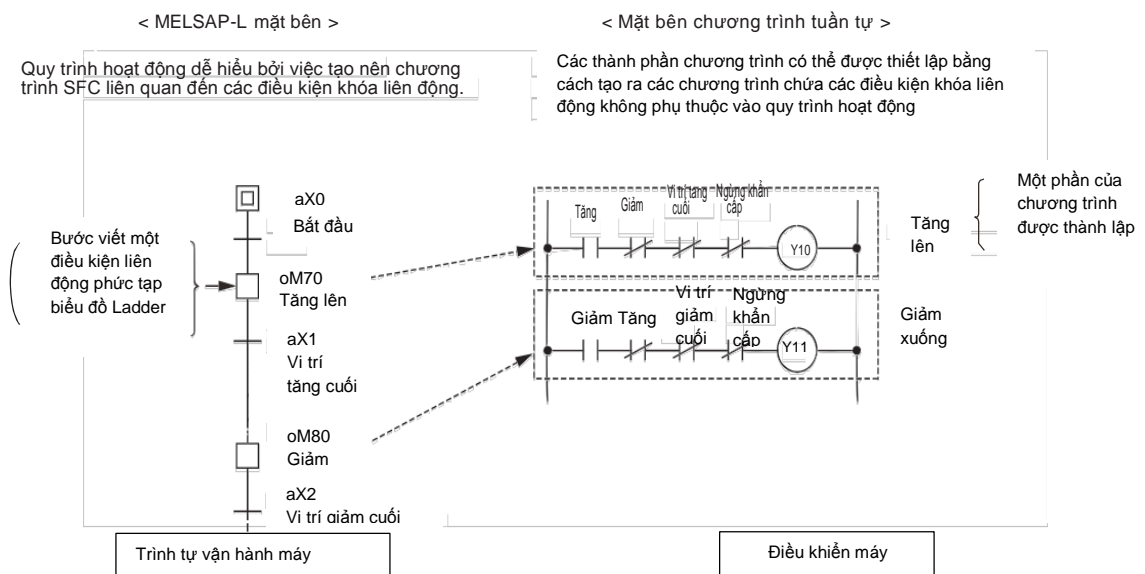 < MELSAP-L mặt bên >
< Mặt bên chương trình tuần tự >
Quy trình hoạt động dễ hiểu bởi việc tạo nên chương
trình SFC liên quan đến các điều kiện khóa liên động.
Các thành phần chương trình có thể được thiết lập bằng
cách tạo ra các chương trình chứa các điều kiện khóa liên
động không phụ thuộc vào quy trình hoạt động
Bước viết một
điều kiện liên
động phức tạp
biểu đồ Ladder
aX0
Bắt đầu
oM70
Tăng lên
aX1
Vi trí
tăng cuối
oM80
Giảm
aX2
Vi trí giảm cuối
Trình tự vận hành máy
Tăng
Giảm
Vi trí tang
cuối
Ngừng khẩn
cấp
Y10
Tăng
lên
Một phần của
chương trình
được thành lập
Giảm Tăng
Vi trí
giảm
cuối
Ngừng
khẩn
cấp
Y11
Giảm
xuống
Điều khiển máy